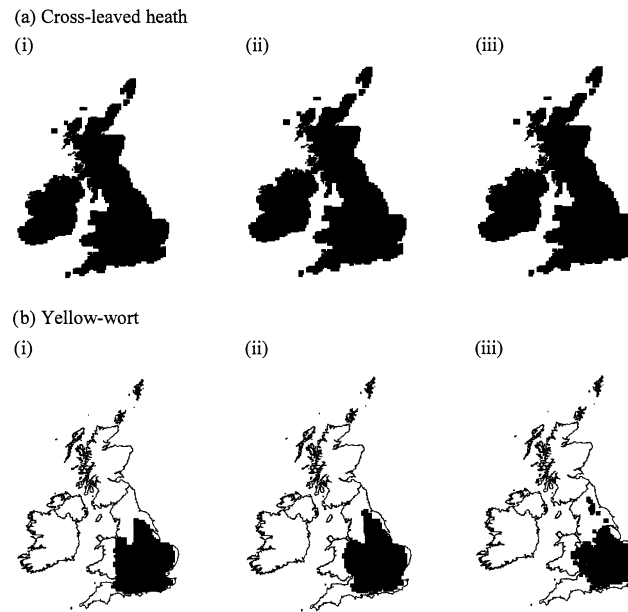 (a) Cross-leaved heath
(i) (ii) (iii)
(b) Yellow-wort
(i) (ii) (iii)